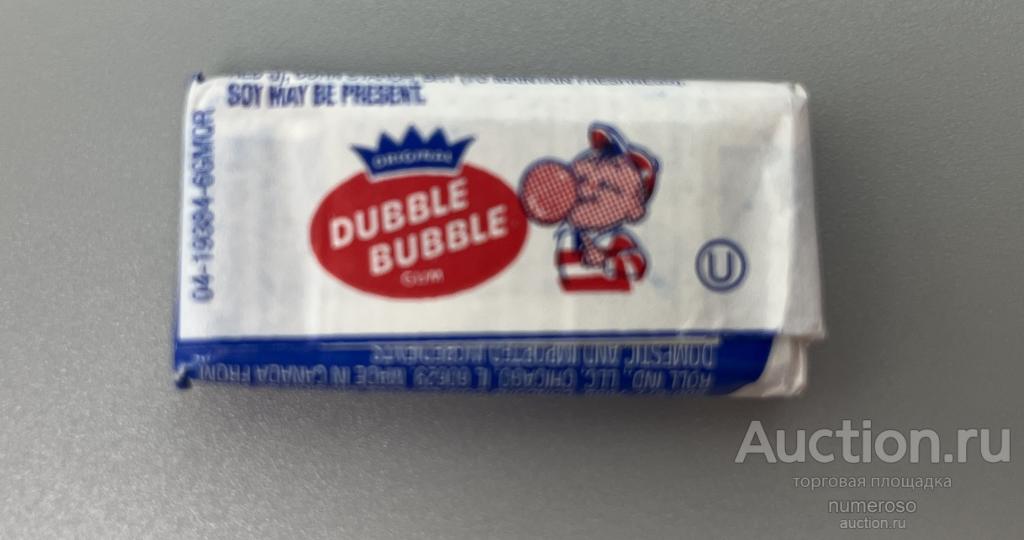 SOY MAY BE PRESENT.
04-19384-6GMOR
ORIGINAL
DUBBLE
BUBBLE
GUM
U
DOMESTIC AND IMPORTED INGREDIENTS
ROLL IND., LLC, CHICAGO, IL 60629 MADE IN CANADA FROM
Auction.ru
торговая площадка
numeroso
auction.ru